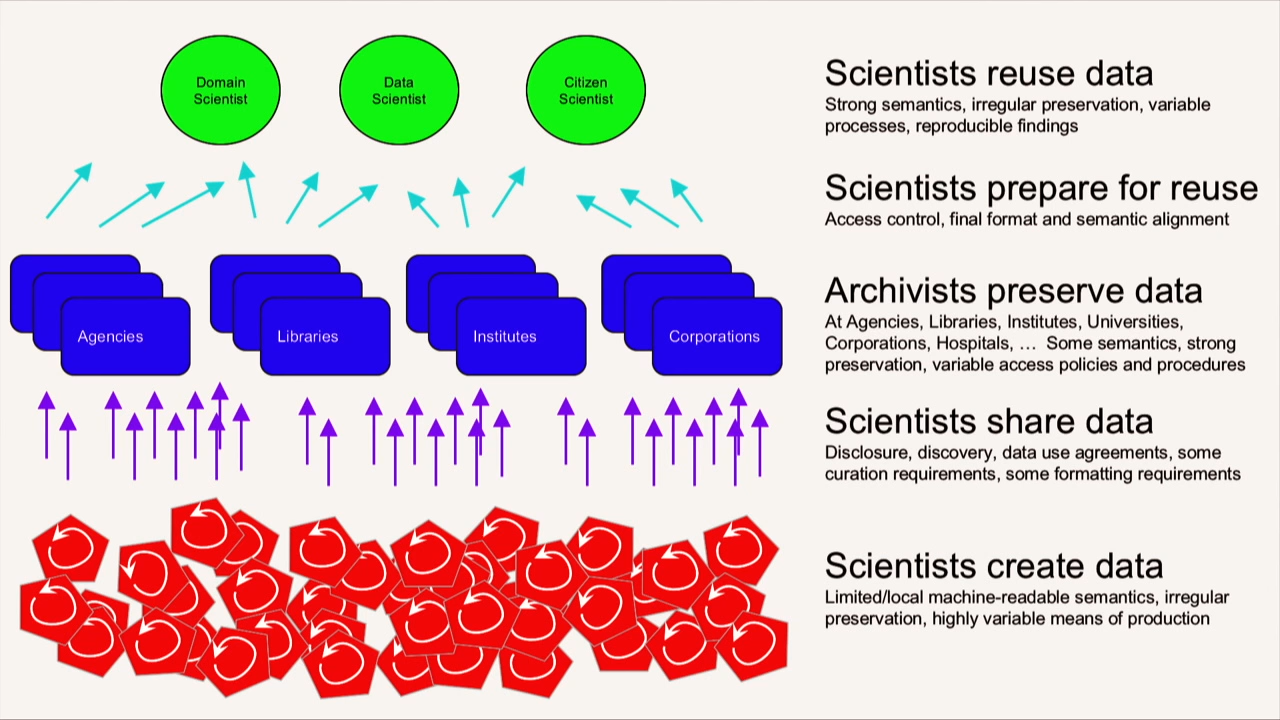 Domain
Scientist
Data
Scientist
Citizen
Scientist
Scientists reuse data
Strong semantics, irregular preservation, variable
processes, reproducible findings
Scientists prepare for reuse
Access control, final format and semantic alignment
Agencies
Libraries
Institutes
Corporations
Archivists preserve data
At Agencies, Libraries, Institutes, Universities,
Corporations, Hospitals, … Some semantics, strong
preservation, variable access policies and procedures
Scientists share data
Disclosure, discovery, data use agreements, some
curation requirements, some formatting requirements
Scientists create data
Limited/local machine-readable semantics, irregular
preservation, highly variable means of production